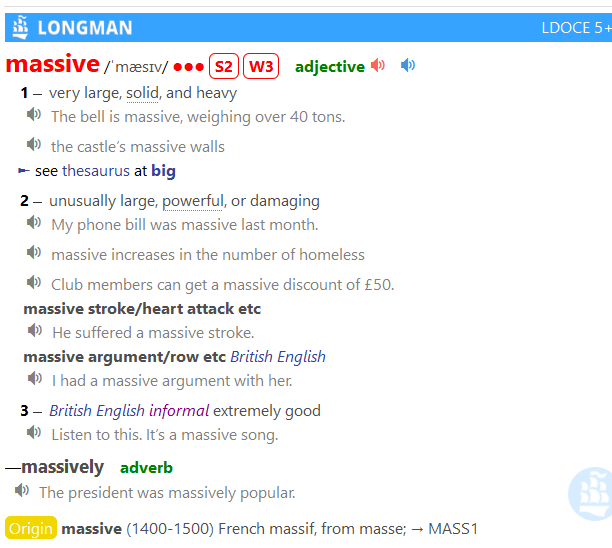 LONGMAN LDOCE 5+
massive /ˈmæsɪv/ ●●● S2 W3 adjective
1 – very large, solid, and heavy
The bell is massive, weighing over 40 tons.
the castle’s massive walls
► see thesaurus at big
2 – unusually large, powerful, or damaging
My phone bill was massive last month.
massive increases in the number of homeless
Club members can get a massive discount of £50.
massive stroke/heart attack etc
He suffered a massive stroke.
massive argument/row etc British English
I had a massive argument with her.
3 – British English informal extremely good
Listen to this. It’s a massive song.
—massively adverb
The president was massively popular.
Origin massive (1400-1500) French massif, from masse; → MASS1